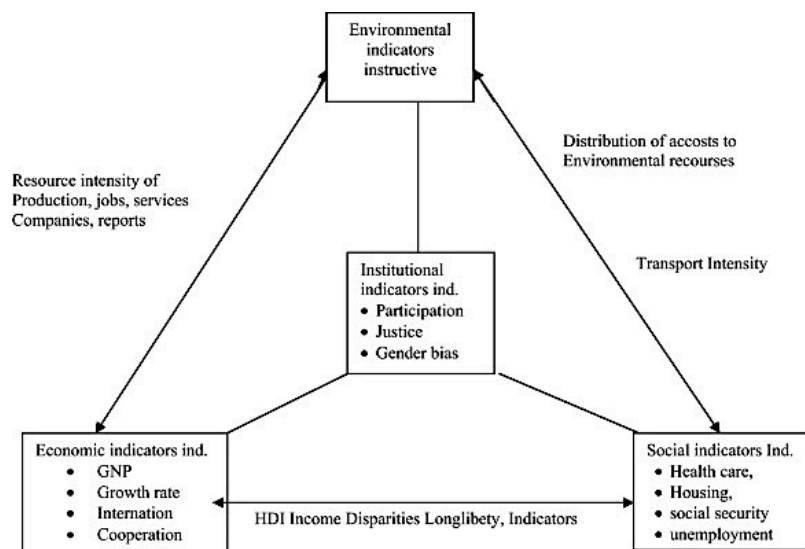 Environmental
indicators
instructive
Distribution of accosts to
Environmental recourses
Resource intensity of
Production, jobs, services
Companies, reports
Transport Intensity
Institutional
indicators ind.
• Participation
• Justice
• Gender bias
Economic indicators ind.
• GNP
• Growth rate
• Internation
• Cooperation
HDI Income Disparities Longlibety, Indicators
Social indicators Ind.
• Health care,
• Housing,
• social security
• unemployment